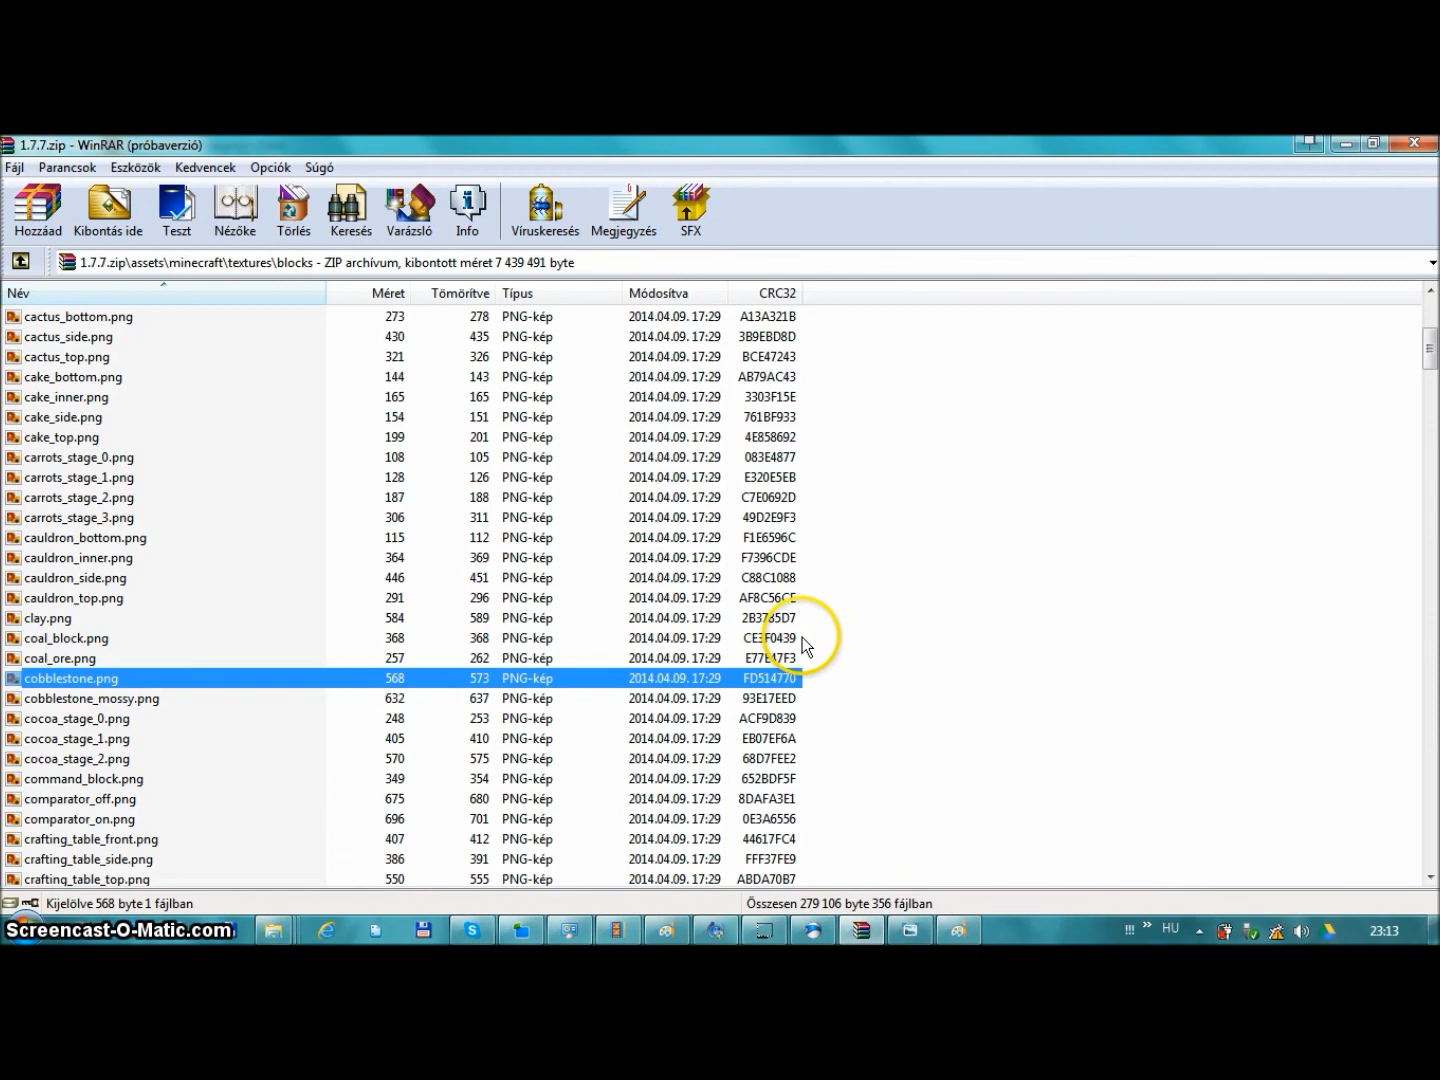 1.7.7.zip - WinRAR (próbaverzió)
Fájl Parancsok Eszközök Kedvencek Opciók Súgó
Hozzáad Kibontás ide Teszt Nézőke Törlés Keresés Varázsló Info Víruskeresés Megjegyzés SFX
1.7.7.zip\assets\minecraft\textures\blocks - ZIP archívum, kibontott méret 7 439 491 byte
Név Méret Tömörítve Típus Módosítva CRC32
cactus_bottom.png 273 278 PNG-kép 2014.04.09. 17:29 A13A321B
cactus_side.png 430 435 PNG-kép 2014.04.09. 17:29 3B9EBD8D
cactus_top.png 321 326 PNG-kép 2014.04.09. 17:29 BCE47243
cake_bottom.png 144 143 PNG-kép 2014.04.09. 17:29 AB79AC43
cake_inner.png 165 165 PNG-kép 2014.04.09. 17:29 3303F15E
cake_side.png 154 151 PNG-kép 2014.04.09. 17:29 761BF933
cake_top.png 199 201 PNG-kép 2014.04.09. 17:29 4E858692
carrots_stage_0.png 108 105 PNG-kép 2014.04.09. 17:29 083E4877
carrots_stage_1.png 128 126 PNG-kép 2014.04.09. 17:29 E320E5EB
carrots_stage_2.png 187 188 PNG-kép 2014.04.09. 17:29 C7E0692D
carrots_stage_3.png 306 311 PNG-kép 2014.04.09. 17:29 49D2E9F3
cauldron_bottom.png 115 112 PNG-kép 2014.04.09. 17:29 F1E6596C
cauldron_inner.png 364 369 PNG-kép 2014.04.09. 17:29 F7396CDE
cauldron_side.png 446 451 PNG-kép 2014.04.09. 17:29 C88C1088
cauldron_top.png 291 296 PNG-kép 2014.04.09. 17:29 AF8C56CE
clay.png 584 589 PNG-kép 2014.04.09. 17:29 2B3785D7
coal_block.png 368 368 PNG-kép 2014.04.09. 17:29 CE3F0439
coal_ore.png 257 262 PNG-kép 2014.04.09. 17:29 E77E47F3
cobblestone.png 568 573 PNG-kép 2014.04.09. 17:29 FD514770
cobblestone_mossy.png 632 637 PNG-kép 2014.04.09. 17:29 93E17EED
cocoa_stage_0.png 248 253 PNG-kép 2014.04.09. 17:29 ACF9D839
cocoa_stage_1.png 405 410 PNG-kép 2014.04.09. 17:29 EB07EF6A
cocoa_stage_2.png 570 575 PNG-kép 2014.04.09. 17:29 68D7FEE2
command_block.png 349 354 PNG-kép 2014.04.09. 17:29 652BDF5F
comparator_off.png 675 680 PNG-kép 2014.04.09. 17:29 8DAFA3E1
comparator_on.png 696 701 PNG-kép 2014.04.09. 17:29 0E3A6556
crafting_table_front.png 407 412 PNG-kép 2014.04.09. 17:29 44617FC4
crafting_table_side.png 386 391 PNG-kép 2014.04.09. 17:29 FFF37FE9
crafting_table_top.png 550 555 PNG-kép 2014.04.09. 17:29 ABDA70B7
Kijelölve 568 byte 1 fájlban Összesen 279 106 byte 356 fájlban
Screencast-O-Matic.com HU 23:13